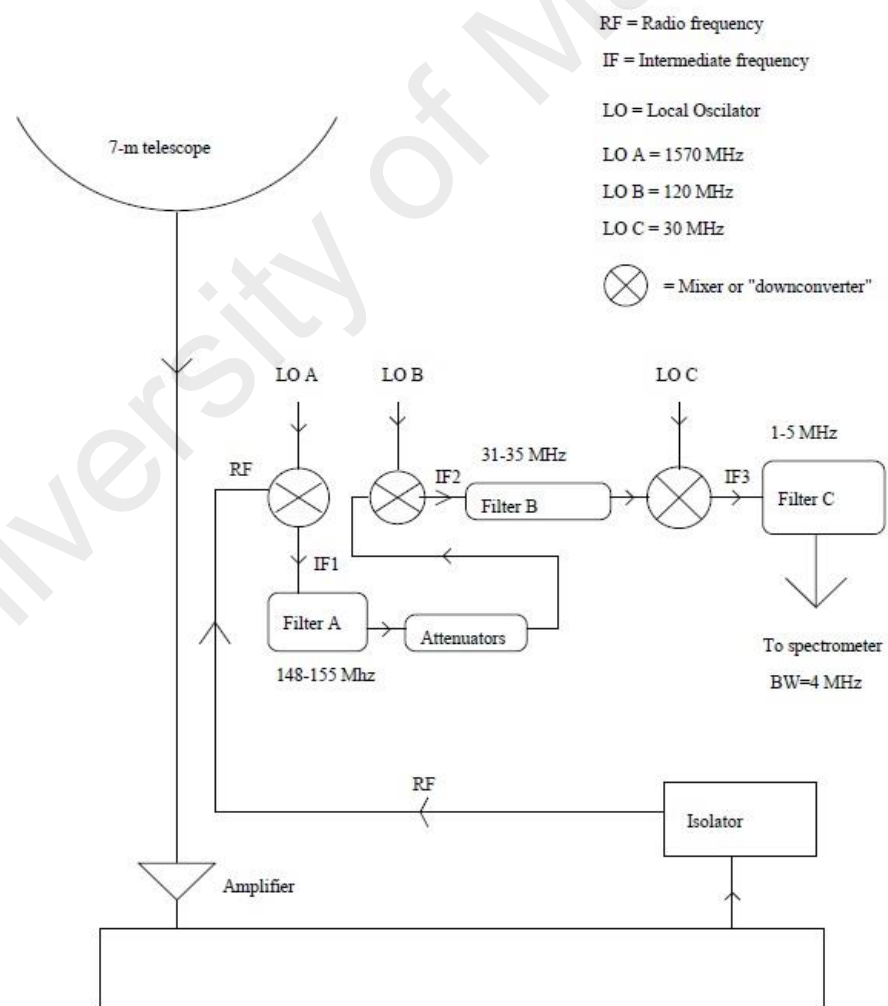 RF = Radio frequency
IF = Intermediate frequency
LO = Local Oscilator
LO A = 1570 MHz
LO B = 120 MHz
LO C = 30 MHz
= Mixer or "downconverter"
7-m telescope
LO A
LO B
LO C
RF
IF2
31-35 MHz
Filter B
IF3
1-5 MHz
Filter C
IF1
Filter A
Attenuators
148-155 Mhz
To spectrometer
BW=4 MHz
RF
Isolator
Amplifier
University of M